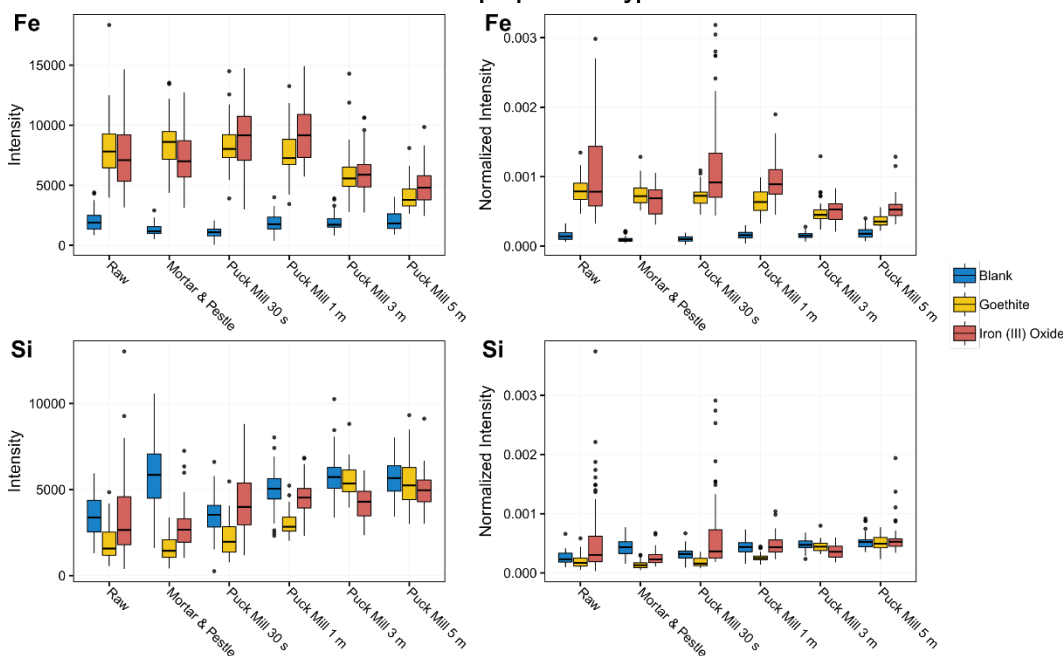 Fe
Intensity
15000
10000
5000
0
Raw
Mortar & Pestle
Puck Mill 30 s
Puck Mill 1 m
Puck Mill 3 m
Puck Mill 5 m
Fe
Normalized Intensity
0.003
0.002
0.001
0.000
Raw
Mortar & Pestle
Puck Mill 30 s
Puck Mill 1 m
Puck Mill 3 m
Puck Mill 5 m
Blank
Goethite
Iron (III) Oxide
Si
Intensity
10000
5000
0
Raw
Mortar & Pestle
Puck Mill 30 s
Puck Mill 1 m
Puck Mill 3 m
Puck Mill 5 m
Si
Normalized Intensity
0.003
0.002
0.001
0.000
Raw
Mortar & Pestle
Puck Mill 30 s
Puck Mill 1 m
Puck Mill 3 m
Puck Mill 5 m